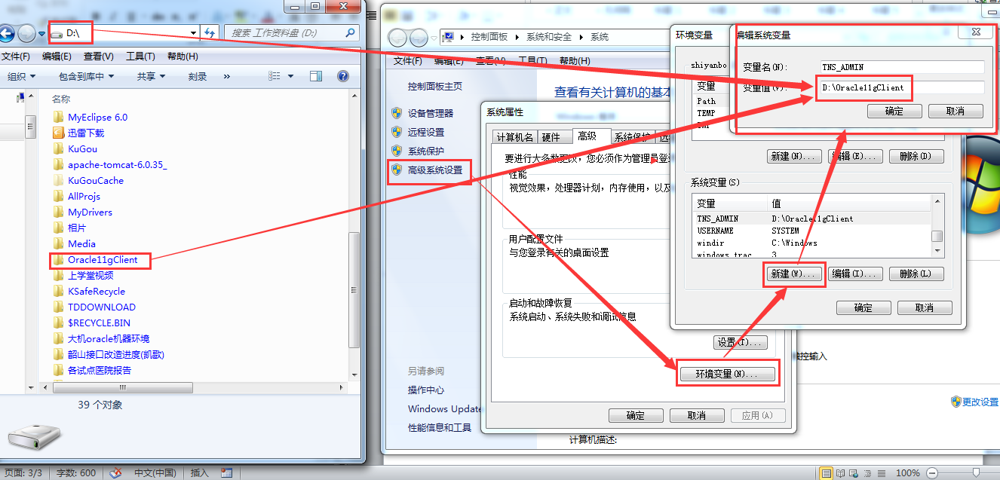 D:\
搜索 工作资料盘 (D:)
文件(F) 编辑(E) 查看(V) 工具(T) 帮助(H)
组织 包含到库中 共享 刻录 »
名称
MyEclipse 6.0
迅雷下载
KuGou
apache-tomcat-6.0.35_
KuGouCache
AllProjs
MyDrivers
相片
Media
Oracle11gClient
上学堂视频
KSafeRecycle
TDDOWNLOAD
$RECYCLE.BIN
大机oracle机器环境
韶山接口改造进度(凯歌)
各试点医院报告
39 个对象
控制面板 系统和安全 系统
文件(F) 编辑(E) 查看(V) 工具(T) 帮助(H)
控制面板主页
设备管理器
远程设置
系统保护
高级系统设置
另请参阅
操作中心
Windows Update
性能信息和工具
查看有关计算机的基本
触控输入
更改设置
计算机描述:
系统属性
计算机名 硬件 高级 系统保护 远
要进行大多数更改，您必须作为管理员登
性能
视觉效果，处理器计划，内存使用，以及
用户配置文件
与您登录有关的桌面设置
启动和故障恢复
系统启动、系统失败和调试信息
设置(T)...
环境变量(N)...
确定 取消 应用(A)
环境变量
shiyanbo
变量
Path
TEMP
TMP
新建(N)... 编辑(E)... 删除(D)
系统变量(S)
变量 值
TNS_ADMIN D:\Oracle11gClient
USERNAME SYSTEM
windir C:\Windows
windows_trac 3
新建(W)... 编辑(I)... 删除(L)
确定 取消
编辑系统变量
变量名(N): TNS_ADMIN
变量值(V): D:\Oracle11gClient
确定 取消
页面: 3/3 字数: 600 中文(中国) 插入 100%